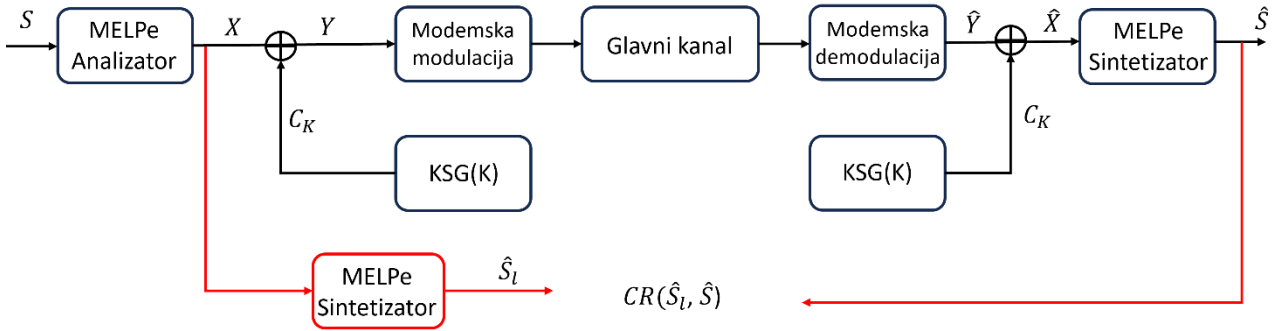 S
MELPe
Analizator
X
Y
Modemska
modulacija
Glavni kanal
Modemska
demodulacija
Ŷ
X̂
MELPe
Sintetizator
Ŝ
C_K
KSG(K)
KSG(K)
C_K
MELPe
Sintetizator
Ŝ_l
CR(Ŝ_l, Ŝ)